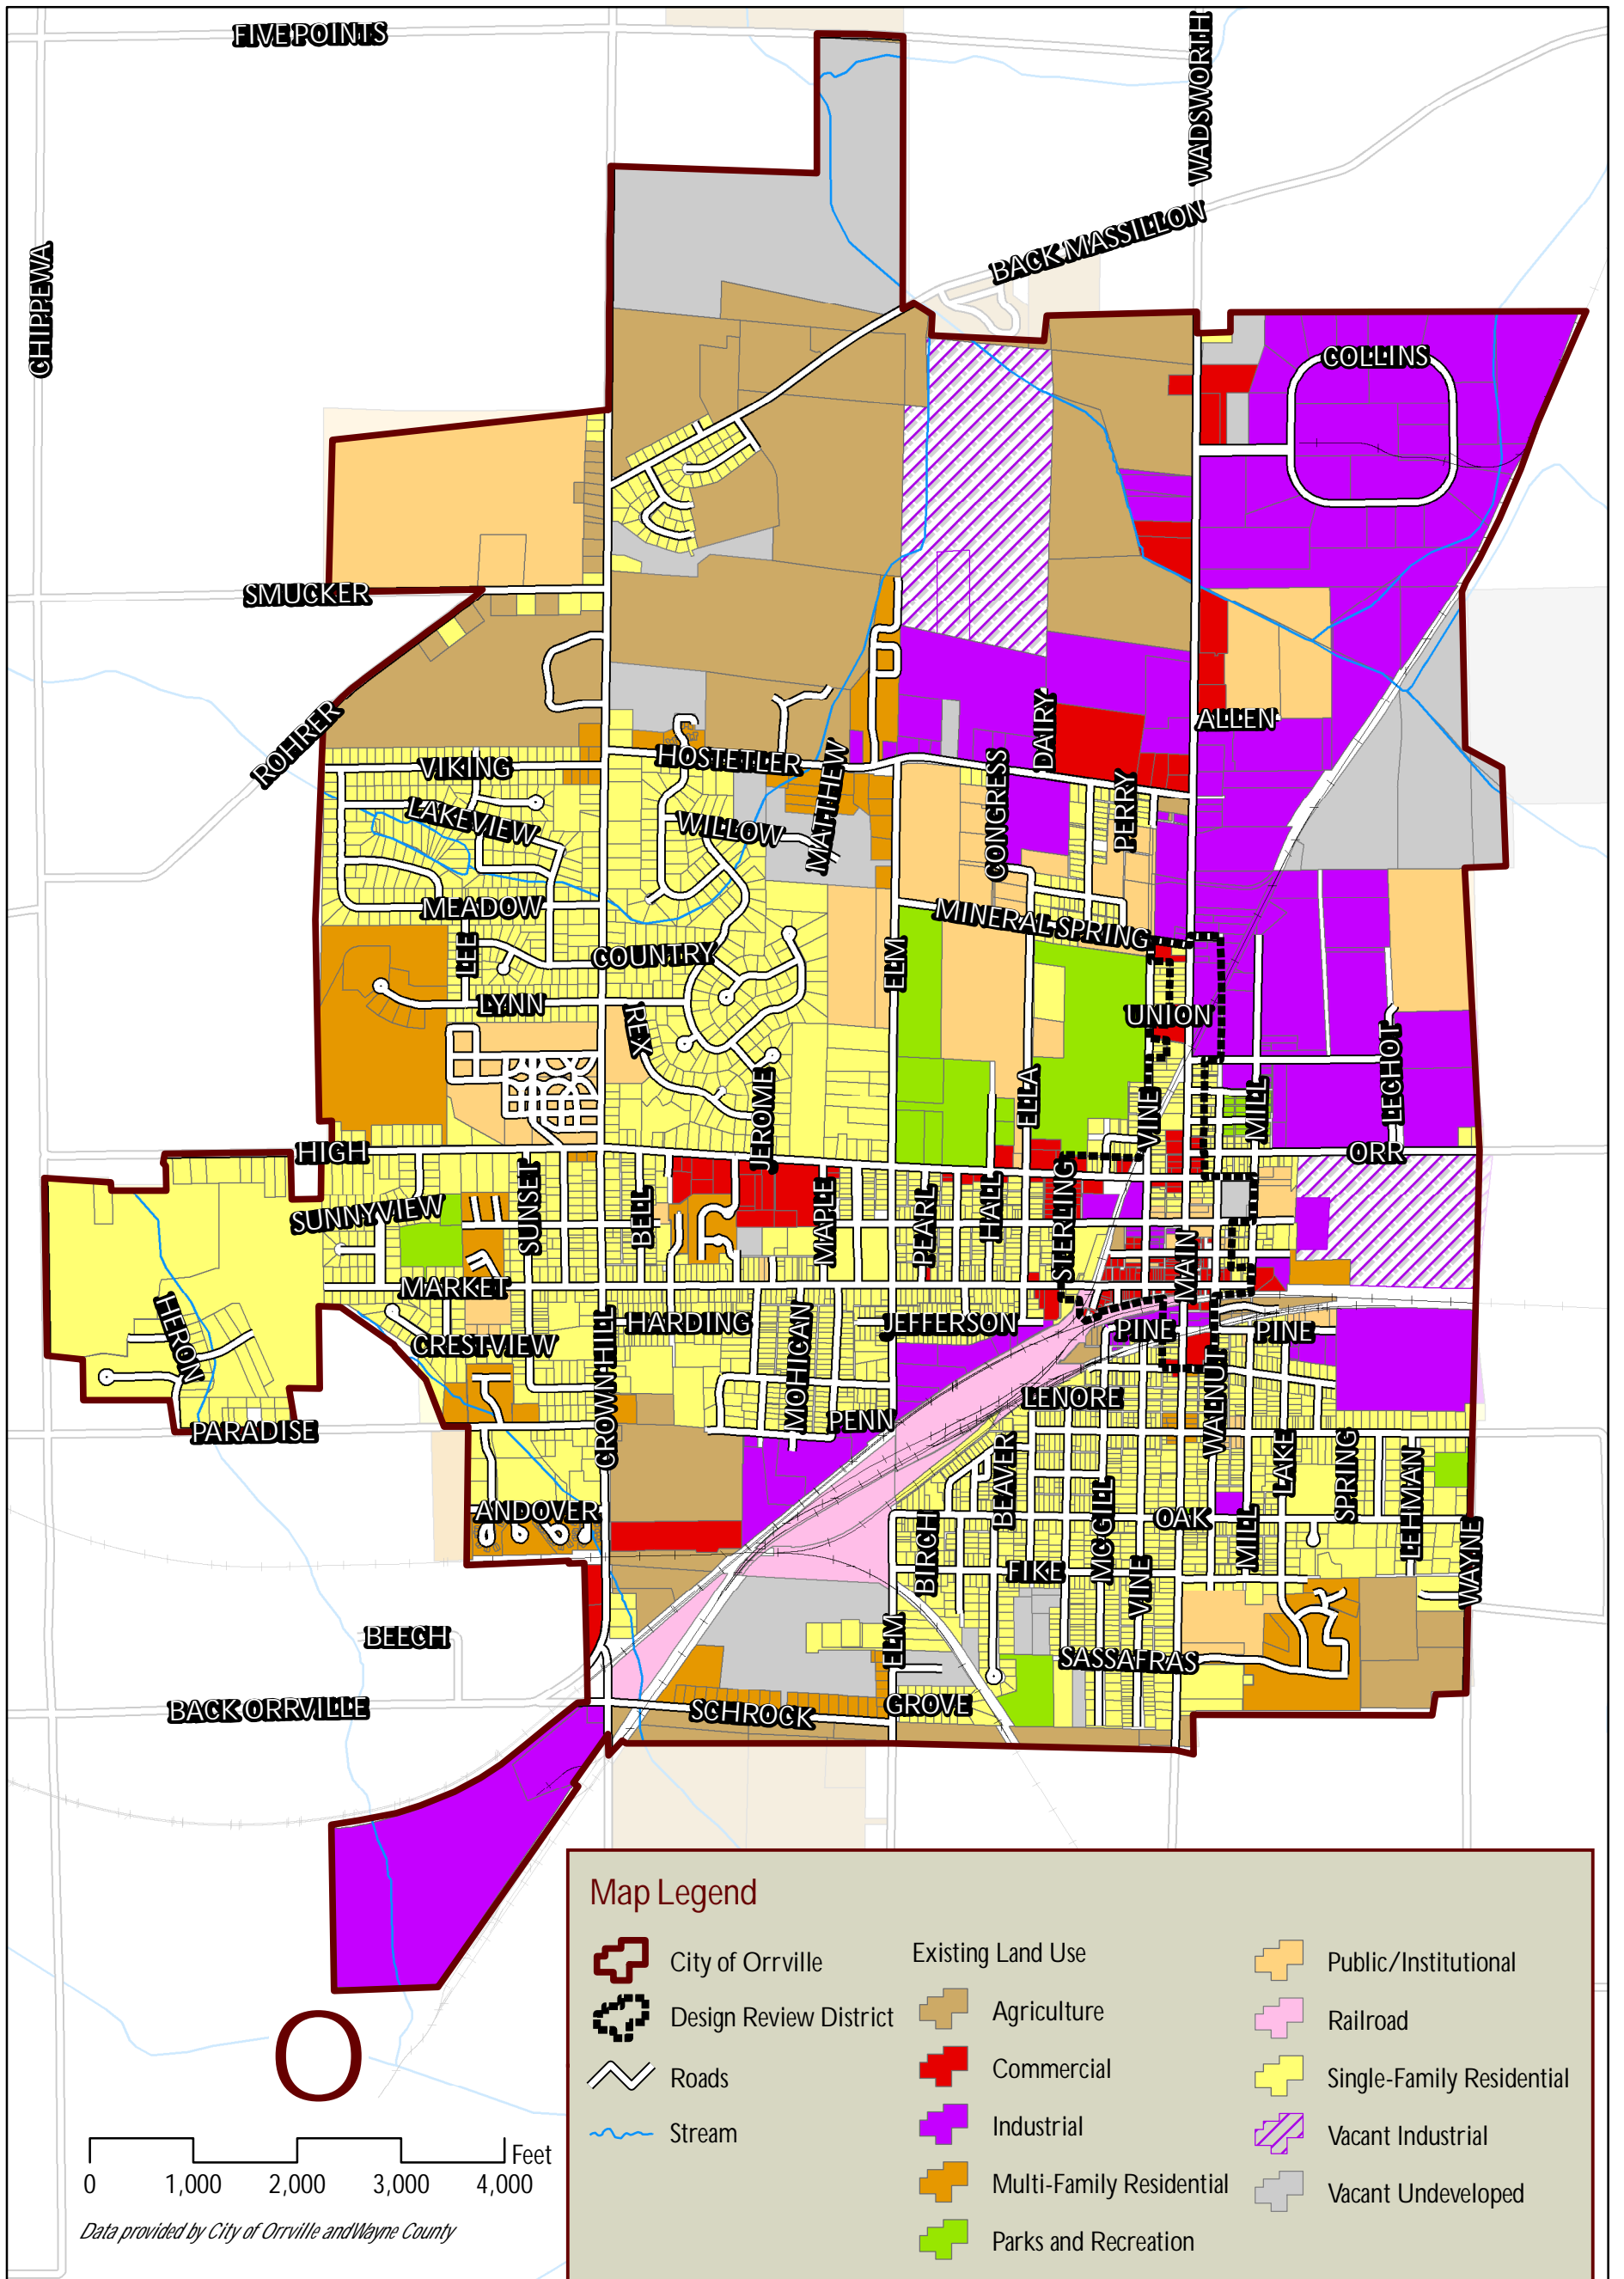 FIVE POINTS
WADSWORTH
BACK MASSILLON
CHIPPEWA
COLLINS
SMUCKER
ROHRER
ALLEN
DAIRY
HOSTETLER
VIKING
MATTHEW
CONGRESS
PERRY
LAKEVIEW
WILLOW
MEADOW
MINERAL SPRING
LEE
COUNTRY
ELM
LYNN
UNION
REX
JEROME
ELLA
VINE
MILL
LEGHOT
HIGH
ORR
SUNNYVIEW
SUNSET
BELL
MAPLE
PEARL
HALL
STERLING
MAIN
MARKET
HERON
CRESTVIEW
HARDING
MOHICAN
JEFFERSON
PINE
PINE
CROWN HILL
LENORE
WALNUT
PARADISE
PENN
BEAVER
LAKE
SPRING
LEHMAN
ANDOVER
BIRCH
MCGILL
OAK
MILL
WAYNE
FIKE
VINE
BEECH
ELM
SASSAFRAS
BACK ORRVILLE
SCHROCK
GROVE
Map Legend
City of Orrville
Design Review District
Roads
Stream
Existing Land Use
Agriculture
Commercial
Industrial
Multi-Family Residential
Parks and Recreation
Public/Institutional
Railroad
Single-Family Residential
Vacant Industrial
Vacant Undeveloped
O
Feet
0 1,000 2,000 3,000 4,000
Data provided by City of Orrville andWayne County